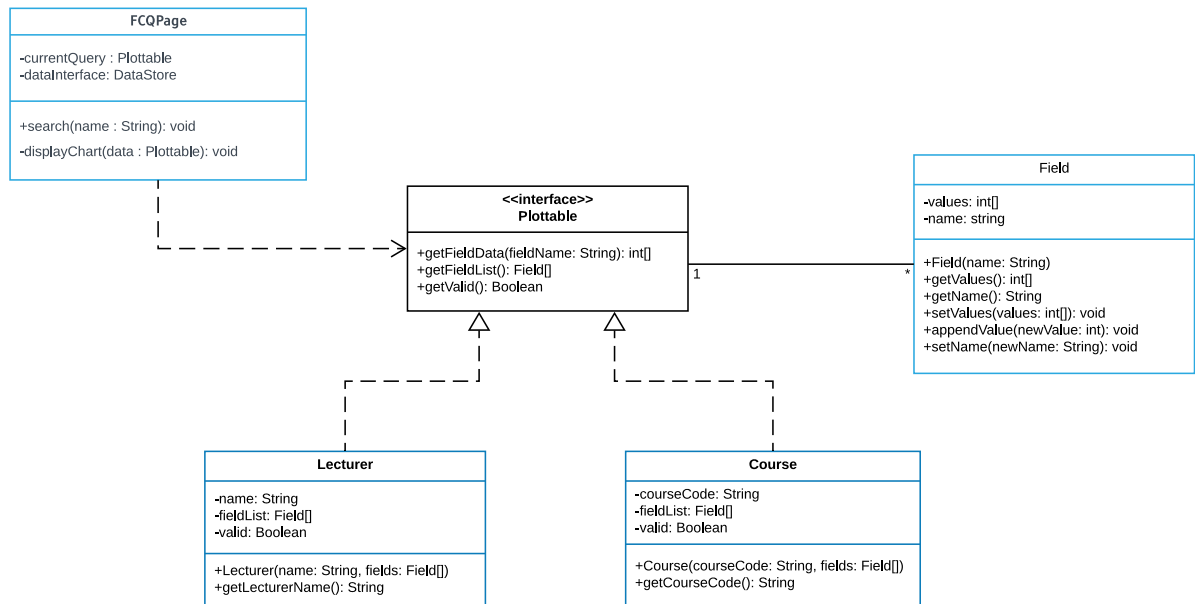 FCQPage
-currentQuery : Plottable
-dataInterface: DataStore
+search(name : String): void
-displayChart(data : Plottable): void
<<interface>>
Plottable
+getFieldData(fieldName: String): int[]
+getFieldList(): Field[]
+getValid(): Boolean
1
*
Field
-values: int[]
-name: string
+Field(name: String)
+getValues(): int[]
+getName(): String
+setValues(values: int[]): void
+appendValue(newValue: int): void
+setName(newName: String): void
Lecturer
-name: String
-fieldList: Field[]
-valid: Boolean
+Lecturer(name: String, fields: Field[])
+getLecturerName(): String
Course
-courseCode: String
-fieldList: Field[]
-valid: Boolean
+Course(courseCode: String, fields: Field[])
+getCourseCode(): String